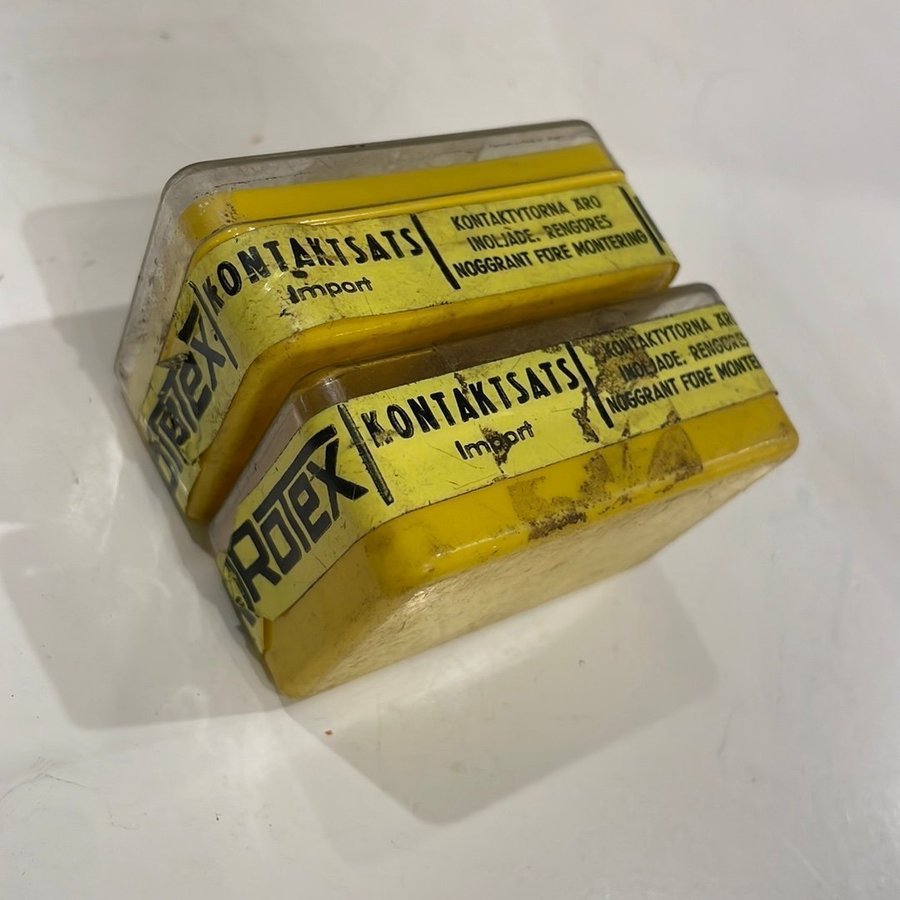 KONTAKTSATS
Import
KONTAKTYTORNA ÄRO
INOLJADE. RENGÖRES
NOGGRANT FÖRE MONTERING
ROTEX
KONTAKTSATS
Import
KONTAKTYTORNA ÄR
INOLJADE. RENGÖRES
NOGGRANT FÖRE MONTER
ROTEX